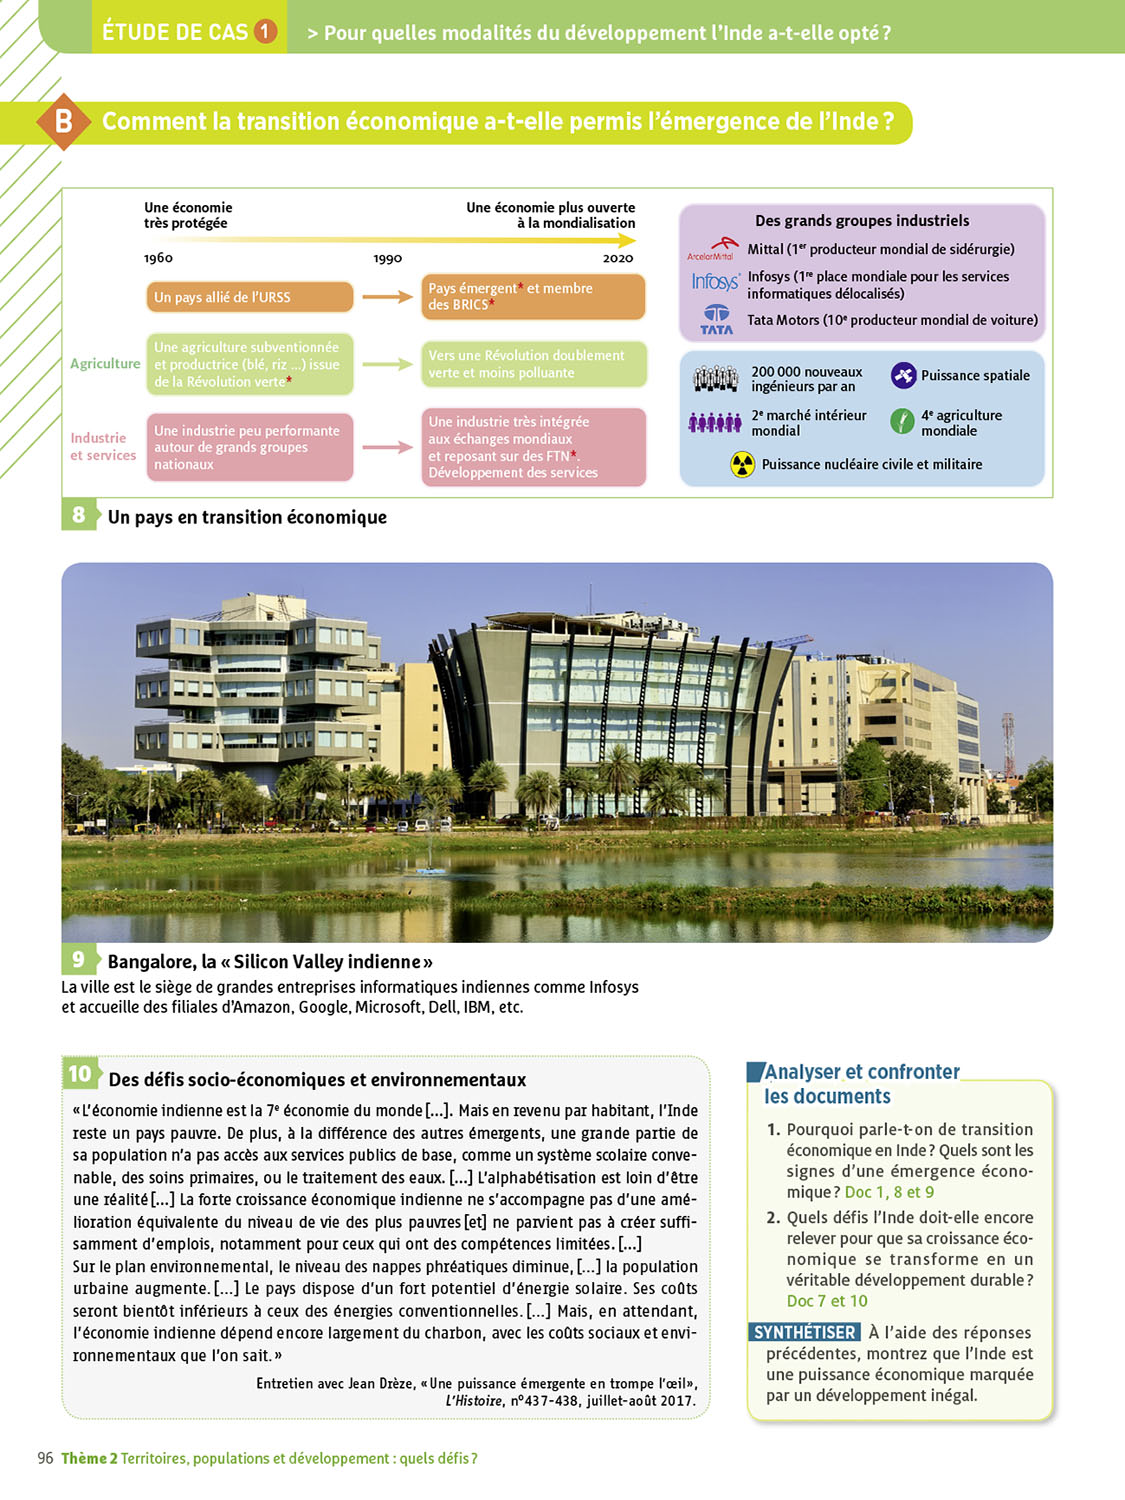 ÉTUDE DE CAS 1
> Pour quelles modalités du développement l'Inde a-t-elle opté ?
B
Comment la transition économique a-t-elle permis l'émergence de l'Inde ?
Une économie
très protégée
Une économie plus ouverte
à la mondialisation
1960
1990
2020
Un pays allié de l'URSS
Pays émergent* et membre
des BRICS*
Agriculture
Une agriculture subventionnée
et productrice (blé, riz ...) issue
de la Révolution verte*
Vers une Révolution doublement
verte et moins polluante
Industrie
et services
Une industrie peu performante
autour de grands groupes
nationaux
Une industrie très intégrée
aux échanges mondiaux
et reposant sur des FTN*.
Développement des services
Des grands groupes industriels
ArcelorMittal
Mittal (1er producteur mondial de sidérurgie)
Infosys
Infosys (1re place mondiale pour les services
informatiques délocalisés)
TATA
Tata Motors (10e producteur mondial de voiture)
200 000 nouveaux
ingénieurs par an
Puissance spatiale
2e marché intérieur
mondial
4e agriculture
mondiale
Puissance nucléaire civile et militaire
8 Un pays en transition économique
9 Bangalore, la « Silicon Valley indienne »
La ville est le siège de grandes entreprises informatiques indiennes comme Infosys
et accueille des filiales d'Amazon, Google, Microsoft, Dell, IBM, etc.
10 Des défis socio-économiques et environnementaux
« L'économie indienne est la 7e économie du monde [...]. Mais en revenu par habitant, l'Inde
reste un pays pauvre. De plus, à la différence des autres émergents, une grande partie de
sa population n'a pas accès aux services publics de base, comme un système scolaire conve-
nable, des soins primaires, ou le traitement des eaux. [...] L'alphabétisation est loin d'être
une réalité [...] La forte croissance économique indienne ne s'accompagne pas d'une amé-
lioration équivalente du niveau de vie des plus pauvres [et] ne parvient pas à créer suffi-
samment d'emplois, notamment pour ceux qui ont des compétences limitées. [...]
Sur le plan environnemental, le niveau des nappes phréatiques diminue, [...] la population
urbaine augmente. [...] Le pays dispose d'un fort potentiel d'énergie solaire. Ses coûts
seront bientôt inférieurs à ceux des énergies conventionnelles. [...] Mais, en attendant,
l'économie indienne dépend encore largement du charbon, avec les coûts sociaux et envi-
ronnementaux que l'on sait. »
Entretien avec Jean Drèze, « Une puissance émergente en trompe l'œil »,
L'Histoire, n°437-438, juillet-août 2017.
Analyser et confronter
les documents
1. Pourquoi parle-t-on de transition
économique en Inde ? Quels sont les
signes d'une émergence écono-
mique ? Doc 1, 8 et 9
2. Quels défis l'Inde doit-elle encore
relever pour que sa croissance éco-
nomique se transforme en un
véritable développement durable ?
Doc 7 et 10
SYNTHÉTISER À l'aide des réponses
précédentes, montrez que l'Inde est
une puissance économique marquée
par un développement inégal.
96 Thème 2 Territoires, populations et développement : quels défis ?